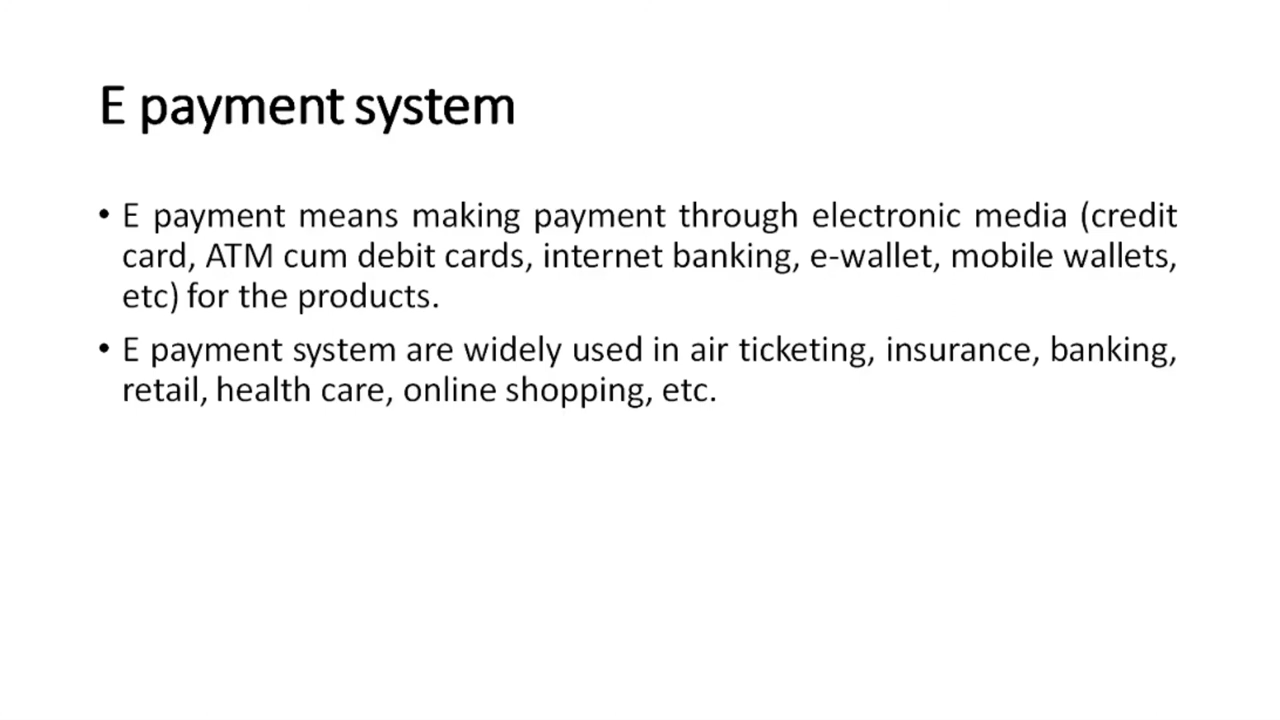 E payment system
• E payment means making payment through electronic media (credit
card, ATM cum debit cards, internet banking, e-wallet, mobile wallets,
etc) for the products.
• E payment system are widely used in air ticketing, insurance, banking,
retail, health care, online shopping, etc.